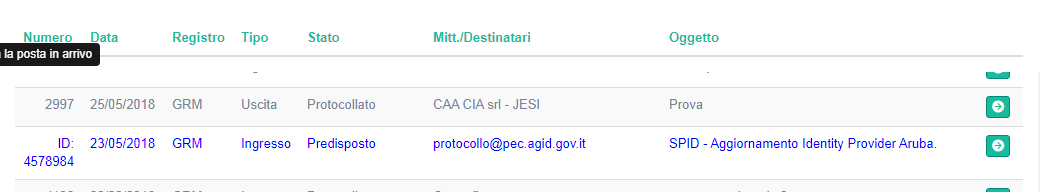 Numero Data Registro Tipo Stato Mitt./Destinatari Oggetto
la posta in arrivo
2997 25/05/2018 GRM Uscita Protocollato CAA CIA srl - JESI Prova
ID: 23/05/2018 GRM Ingresso Predisposto protocollo@pec.agid.gov.it SPID - Aggiornamento Identity Provider Aruba.
4578984